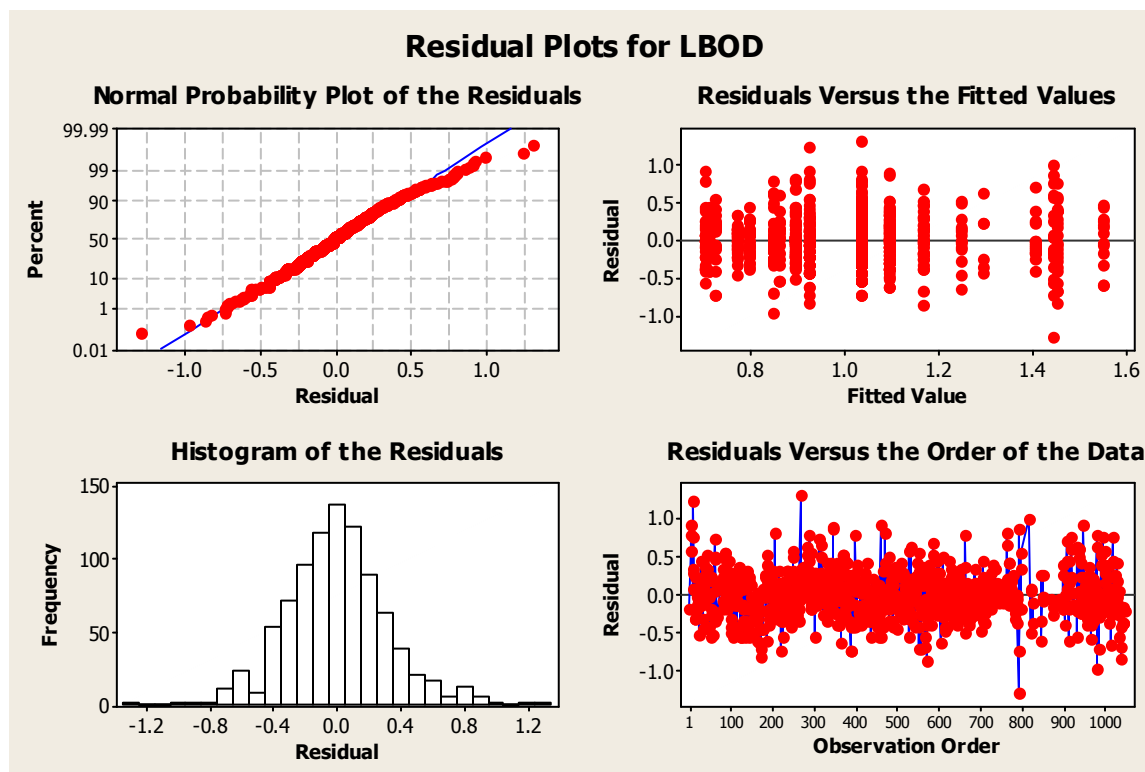 Residual Plots for LBOD
Normal Probability Plot of the Residuals
99.99
99
90
50
10
1
0.01
Percent
-1.0 -0.5 0.0 0.5 1.0
Residual
Residuals Versus the Fitted Values
1.0
0.5
0.0
-0.5
-1.0
Residual
0.8 1.0 1.2 1.4 1.6
Fitted Value
Histogram of the Residuals
150
100
50
0
Frequency
-1.2 -0.8 -0.4 0.0 0.4 0.8 1.2
Residual
Residuals Versus the Order of the Data
1.0
0.5
0.0
-0.5
-1.0
Residual
1 100 200 300 400 500 600 700 800 900 1000
Observation Order